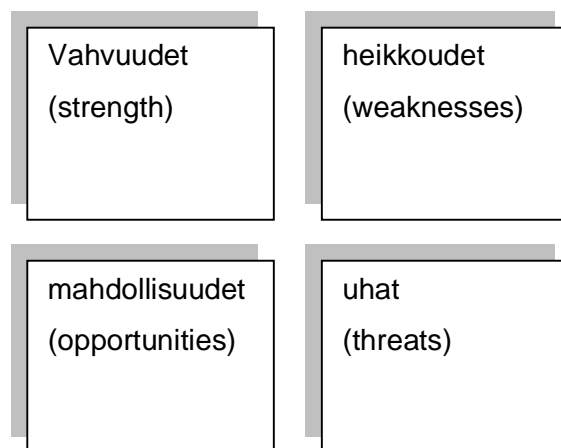 Vahvuudet
(strength)
heikkoudet
(weaknesses)
mahdollisuudet
(opportunities)
uhat
(threats)